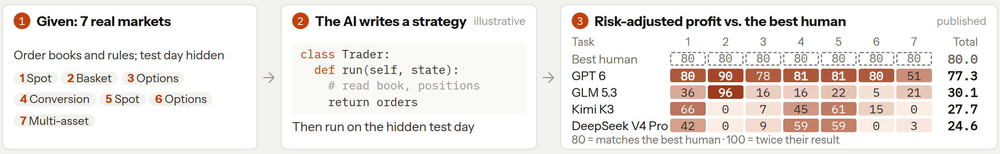 1 Given: 7 real markets
Order books and rules; test day hidden
1 Spot 2 Basket 3 Options
4 Conversion 5 Spot 6 Options
7 Multi-asset
→
2 The AI writes a strategy illustrative
class Trader:
def run(self, state):
# read book, positions
return orders
Then run on the hidden test day
→
3 Risk-adjusted profit vs. the best human published
Task 1 2 3 4 5 6 7 Total
Best human 80 80 80 80 80 80 80 80.0
GPT 6 80 90 78 81 81 80 51 77.3
GLM 5.3 36 96 16 16 22 5 21 30.1
Kimi K3 66 0 7 45 61 15 0 27.7
DeepSeek V4 Pro 42 0 9 59 59 0 3 24.6
80 = matches the best human · 100 = twice their result